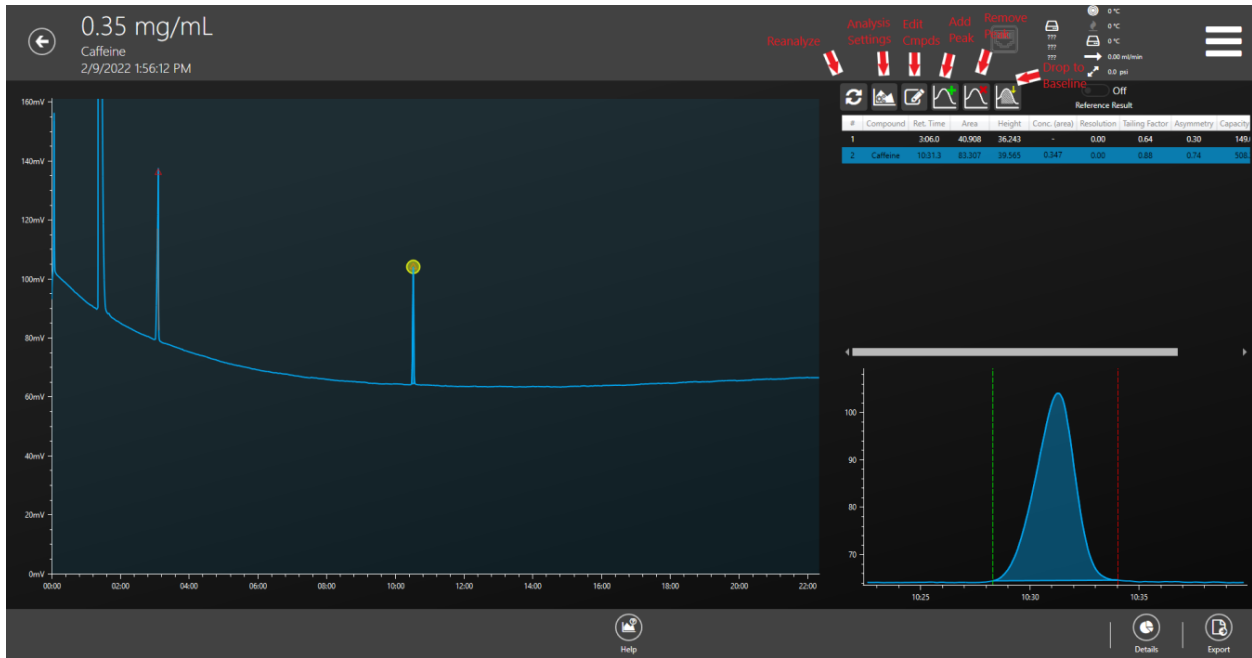 0.35 mg/mL
Caffeine
2/9/2022 1:56:12 PM
Reanalyze
Analysis
Settings
Edit
Cmpds
Add
Peak
Remove
Peak
Drop to
Baseline
???
???
???
0 °C
0 °C
0 °C
0.00 ml/min
0.0 psi
Off
Reference Result
# Compound Ret. Time Area Height Conc. (area) Resolution Tailing Factor Asymmetry Capacity
1 3:06.0 40.908 36.243 - 0.00 0.64 0.30 149.
2 Caffeine 10:31.3 83.307 39.565 0.347 0.00 0.88 0.74 508.
160mV
140mV
120mV
100mV
80mV
60mV
40mV
20mV
0mV
00:00 02:00 04:00 06:00 08:00 10:00 12:00 14:00 16:00 18:00 20:00 22:00
100
90
80
70
10:25 10:30 10:35
Help
Details
Export